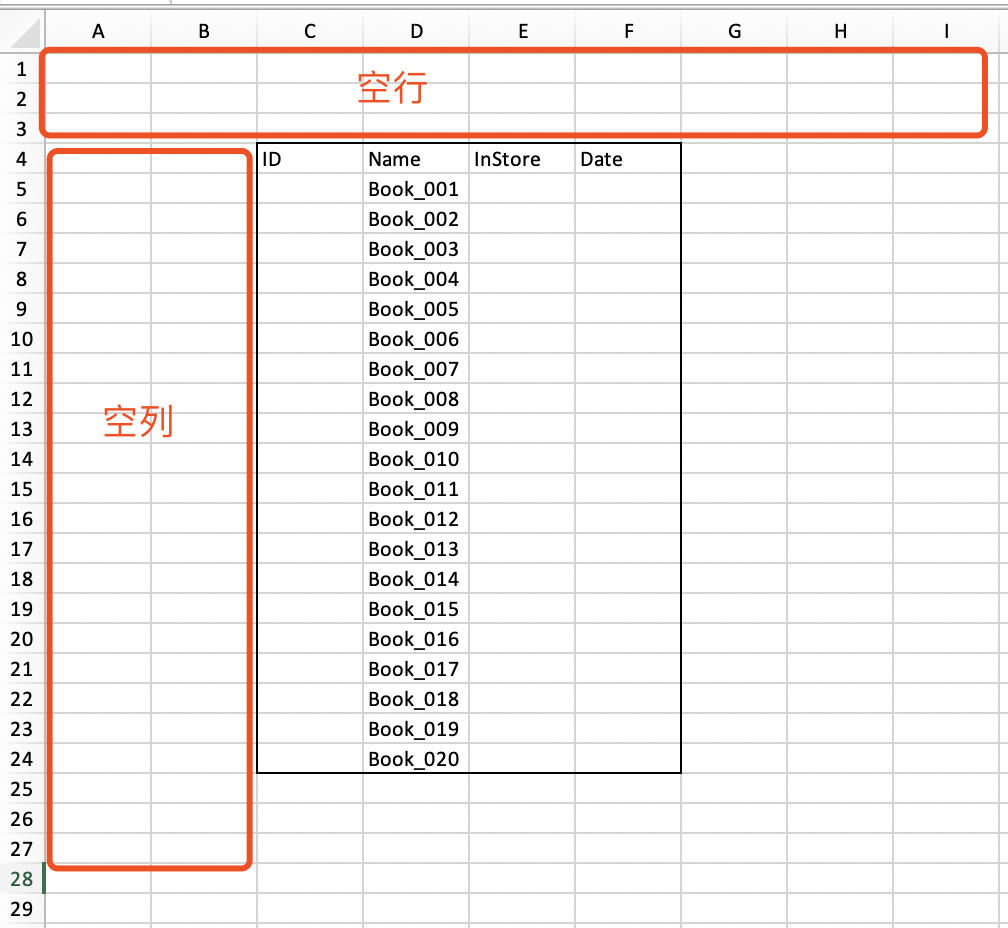 A B C D E F G H I
1
2 空行
3
4 ID Name InStore Date
5 Book_001
6 Book_002
7 Book_003
8 Book_004
9 Book_005
10 Book_006
11 Book_007
12 Book_008
13 空列 Book_009
14 Book_010
15 Book_011
16 Book_012
17 Book_013
18 Book_014
19 Book_015
20 Book_016
21 Book_017
22 Book_018
23 Book_019
24 Book_020
25
26
27
28
29